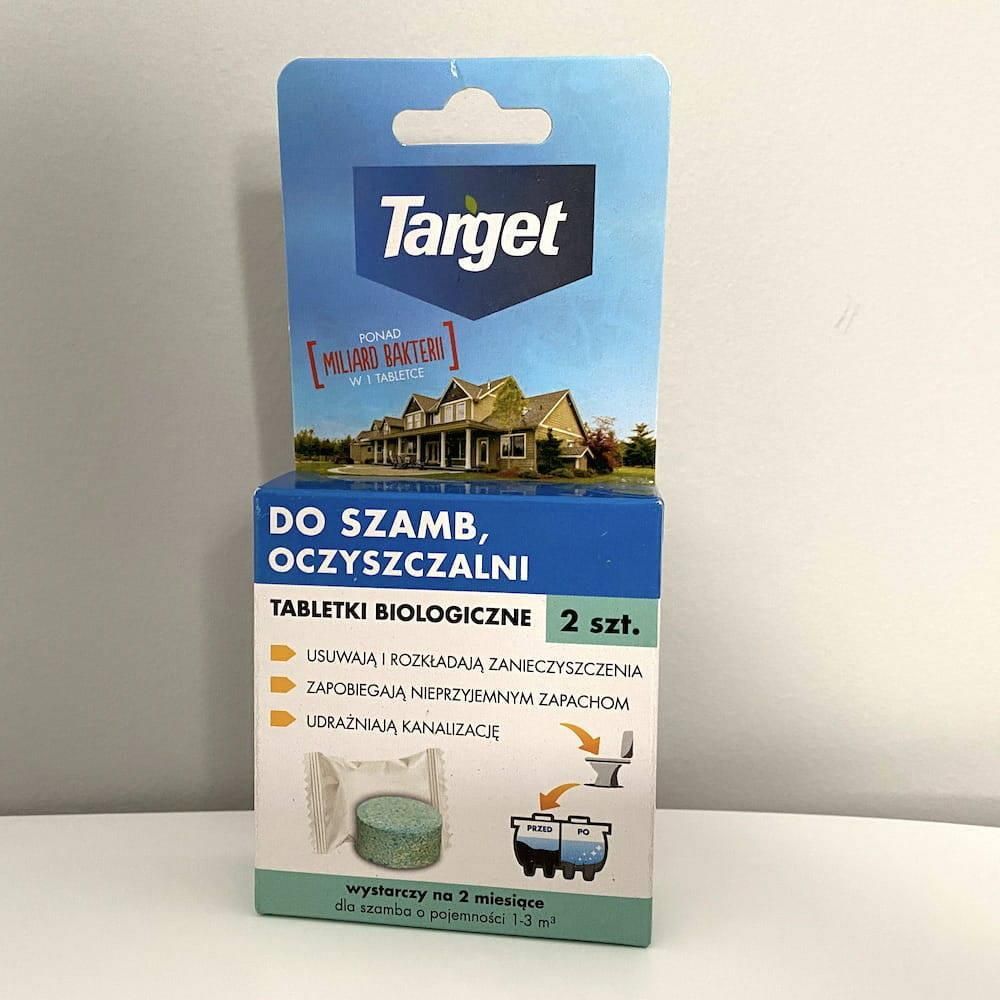 Target
PONAD
[MILIARD BAKTERII]
W 1 TABLETCE
DO SZAMB,
OCZYSZCZALNI
TABLETKI BIOLOGICZNE
2 szt.
USUWAJĄ I ROZKŁADAJĄ ZANIECZYSZCZENIA
ZAPOBIEGAJĄ NIEPRZYJEMNYM ZAPACHOM
UDRAŻNIAJĄ KANALIZACJĘ
PRZED
PO
wystarczy na 2 miesiące
dla szamba o pojemności 1-3 m³